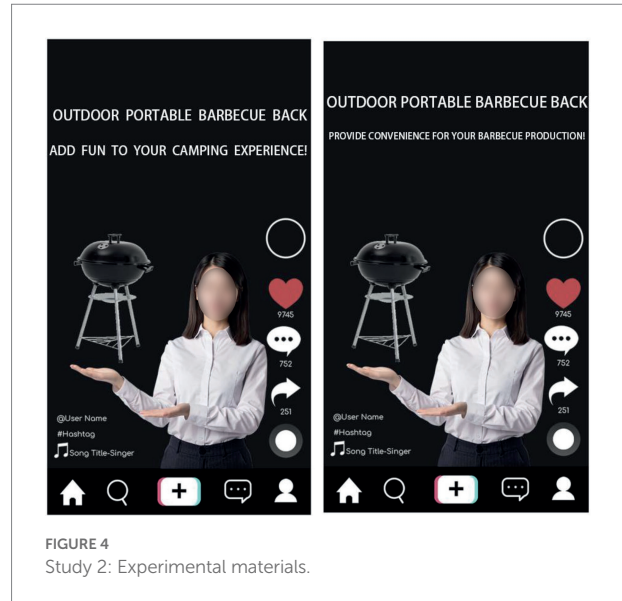 OUTDOOR PORTABLE BARBECUE BACK
ADD FUN TO YOUR CAMPING EXPERIENCE!
9745
752
251
@User Name
#Hashtag
Song Title-Singer
OUTDOOR PORTABLE BARBECUE BACK
PROVIDE CONVENIENCE FOR YOUR BARBECUE PRODUCTION!
9745
752
251
@User Name
#Hashtag
Song Title-Singer
FIGURE 4
Study 2: Experimental materials.